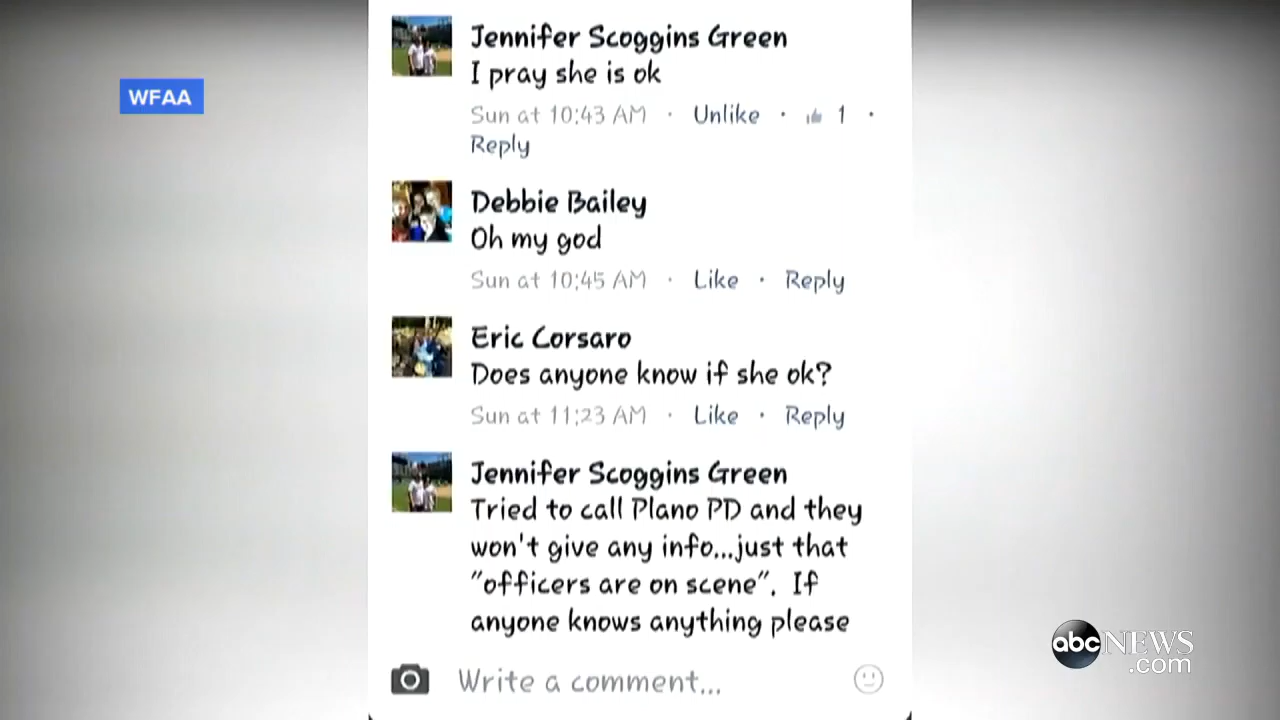 WFAA
Jennifer Scoggins Green
I pray she is ok
Sun at 10:43 AM · Unlike · 1 ·
Reply
Debbie Bailey
Oh my god
Sun at 10:45 AM · Like · Reply
Eric Corsaro
Does anyone know if she ok?
Sun at 11:23 AM · Like · Reply
Jennifer Scoggins Green
Tried to call Plano PD and they
won't give any info...just that
"officers are on scene". If
anyone knows anything please
Write a comment...
abc NEWS
.com